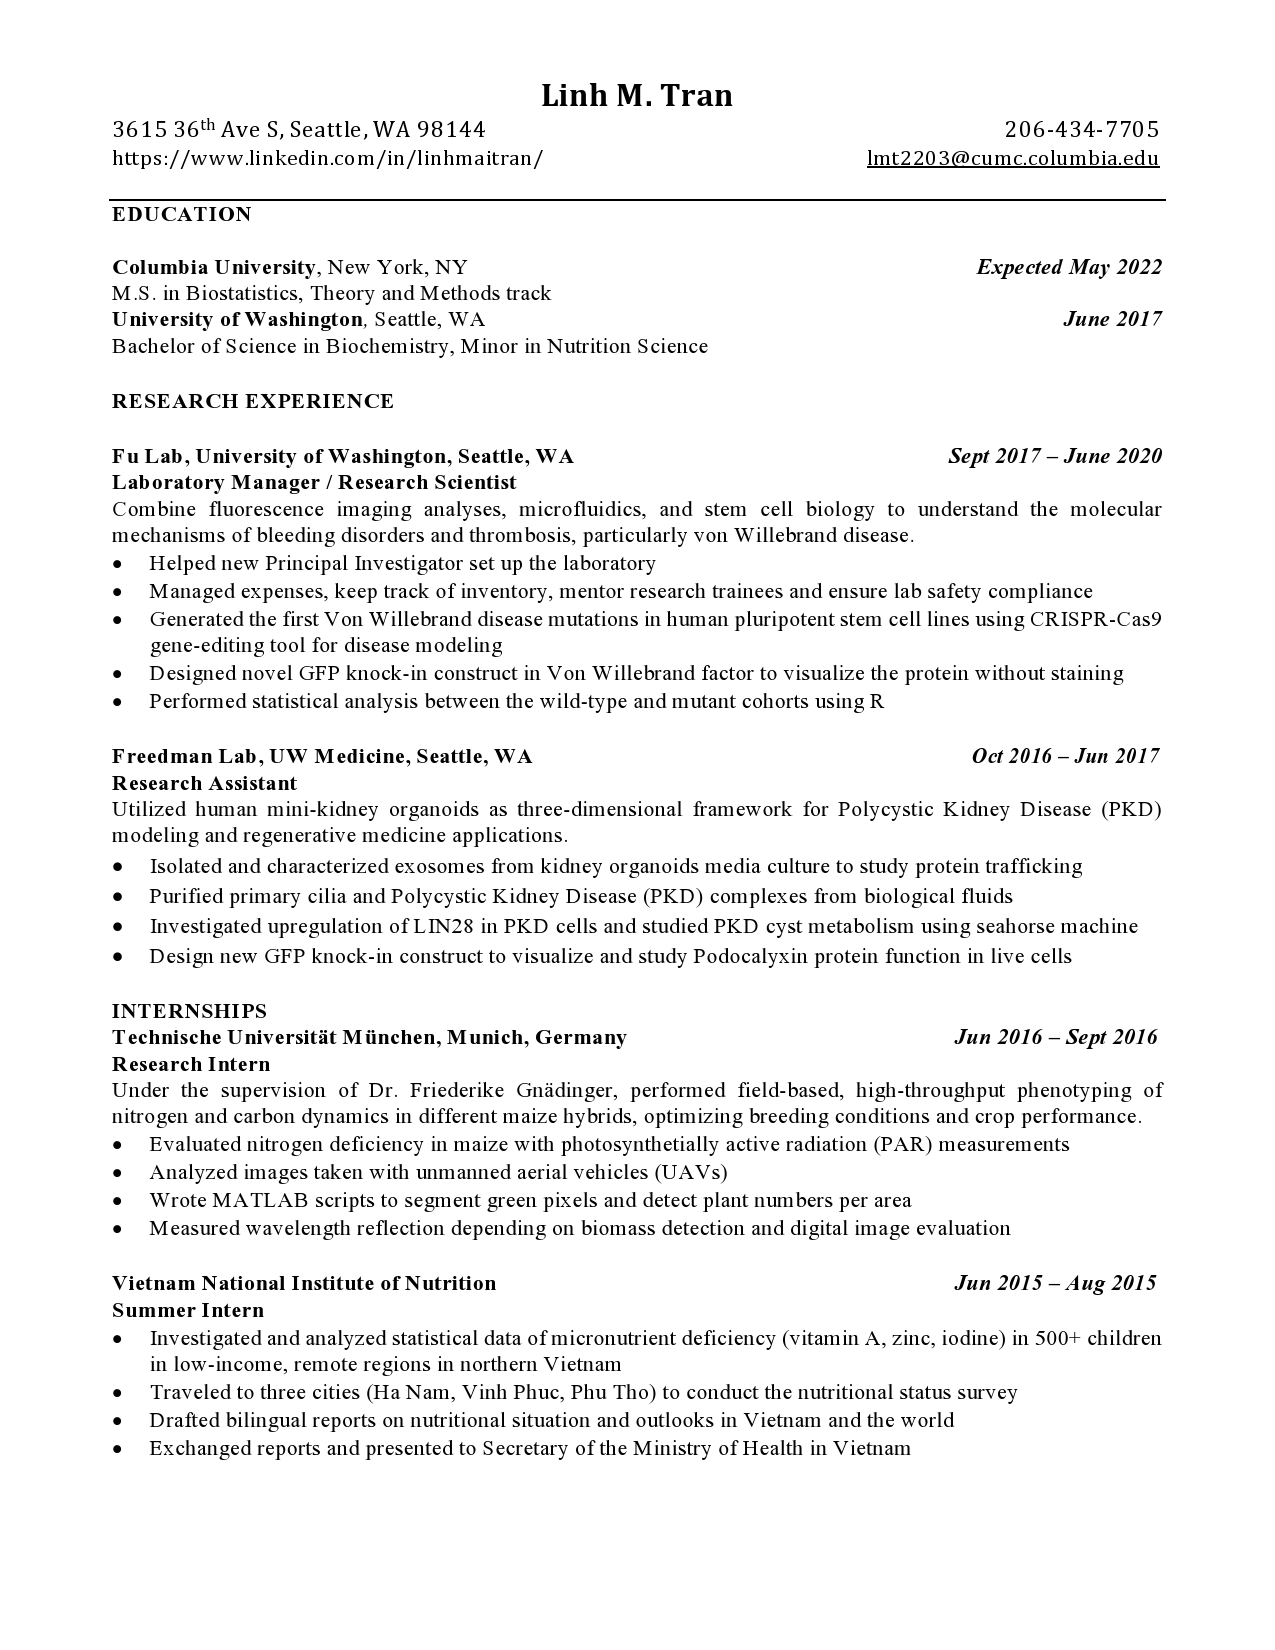 Linh M. Tran
3615 36th Ave S, Seattle, WA 98144 206-434-7705
https://www.linkedin.com/in/linhmaitran/ lmt2203@cumc.columbia.edu
EDUCATION
Columbia University, New York, NY Expected May 2022
M.S. in Biostatistics, Theory and Methods track
University of Washington, Seattle, WA June 2017
Bachelor of Science in Biochemistry, Minor in Nutrition Science
RESEARCH EXPERIENCE
Fu Lab, University of Washington, Seattle, WA Sept 2017 – June 2020
Laboratory Manager / Research Scientist
Combine fluorescence imaging analyses, microfluidics, and stem cell biology to understand the molecular
mechanisms of bleeding disorders and thrombosis, particularly von Willebrand disease.
• Helped new Principal Investigator set up the laboratory
• Managed expenses, keep track of inventory, mentor research trainees and ensure lab safety compliance
• Generated the first Von Willebrand disease mutations in human pluripotent stem cell lines using CRISPR-Cas9
gene-editing tool for disease modeling
• Designed novel GFP knock-in construct in Von Willebrand factor to visualize the protein without staining
• Performed statistical analysis between the wild-type and mutant cohorts using R
Freedman Lab, UW Medicine, Seattle, WA Oct 2016 – Jun 2017
Research Assistant
Utilized human mini-kidney organoids as three-dimensional framework for Polycystic Kidney Disease (PKD)
modeling and regenerative medicine applications.
• Isolated and characterized exosomes from kidney organoids media culture to study protein trafficking
• Purified primary cilia and Polycystic Kidney Disease (PKD) complexes from biological fluids
• Investigated upregulation of LIN28 in PKD cells and studied PKD cyst metabolism using seahorse machine
• Design new GFP knock-in construct to visualize and study Podocalyxin protein function in live cells
INTERNSHIPS
Technische Universität München, Munich, Germany Jun 2016 – Sept 2016
Research Intern
Under the supervision of Dr. Friederike Gnädinger, performed field-based, high-throughput phenotyping of
nitrogen and carbon dynamics in different maize hybrids, optimizing breeding conditions and crop performance.
• Evaluated nitrogen deficiency in maize with photosynthetially active radiation (PAR) measurements
• Analyzed images taken with unmanned aerial vehicles (UAVs)
• Wrote MATLAB scripts to segment green pixels and detect plant numbers per area
• Measured wavelength reflection depending on biomass detection and digital image evaluation
Vietnam National Institute of Nutrition Jun 2015 – Aug 2015
Summer Intern
• Investigated and analyzed statistical data of micronutrient deficiency (vitamin A, zinc, iodine) in 500+ children
in low-income, remote regions in northern Vietnam
• Traveled to three cities (Ha Nam, Vinh Phuc, Phu Tho) to conduct the nutritional status survey
• Drafted bilingual reports on nutritional situation and outlooks in Vietnam and the world
• Exchanged reports and presented to Secretary of the Ministry of Health in Vietnam